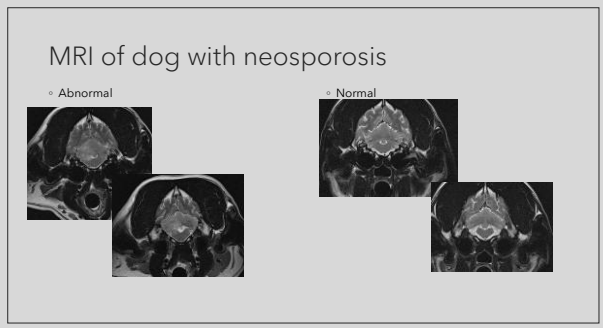 MRI of dog with neosporosis
◦ Abnormal
◦ Normal